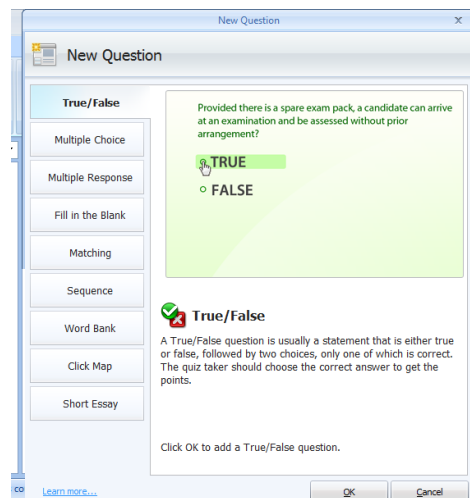 New Question
x
New Question
True/False
Multiple Choice
Multiple Response
Fill in the Blank
Matching
Sequence
Word Bank
Click Map
Short Essay
Provided there is a spare exam pack, a candidate can arrive
at an examination and be assessed without prior
arrangement?
TRUE
FALSE
True/False
A True/False question is usually a statement that is either true
or false, followed by two choices, only one of which is correct.
The quiz taker should choose the correct answer to get the
points.
Click OK to add a True/False question.
co
Learn more...
OK
Cancel